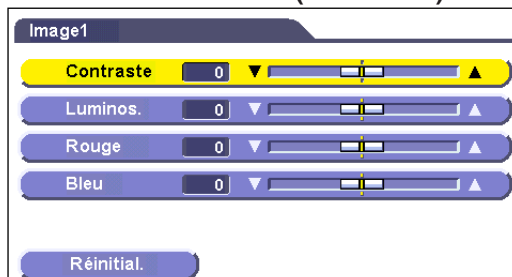 Image1
Contraste 0
Luminos. 0
Rouge 0
Bleu 0
Réinitial.